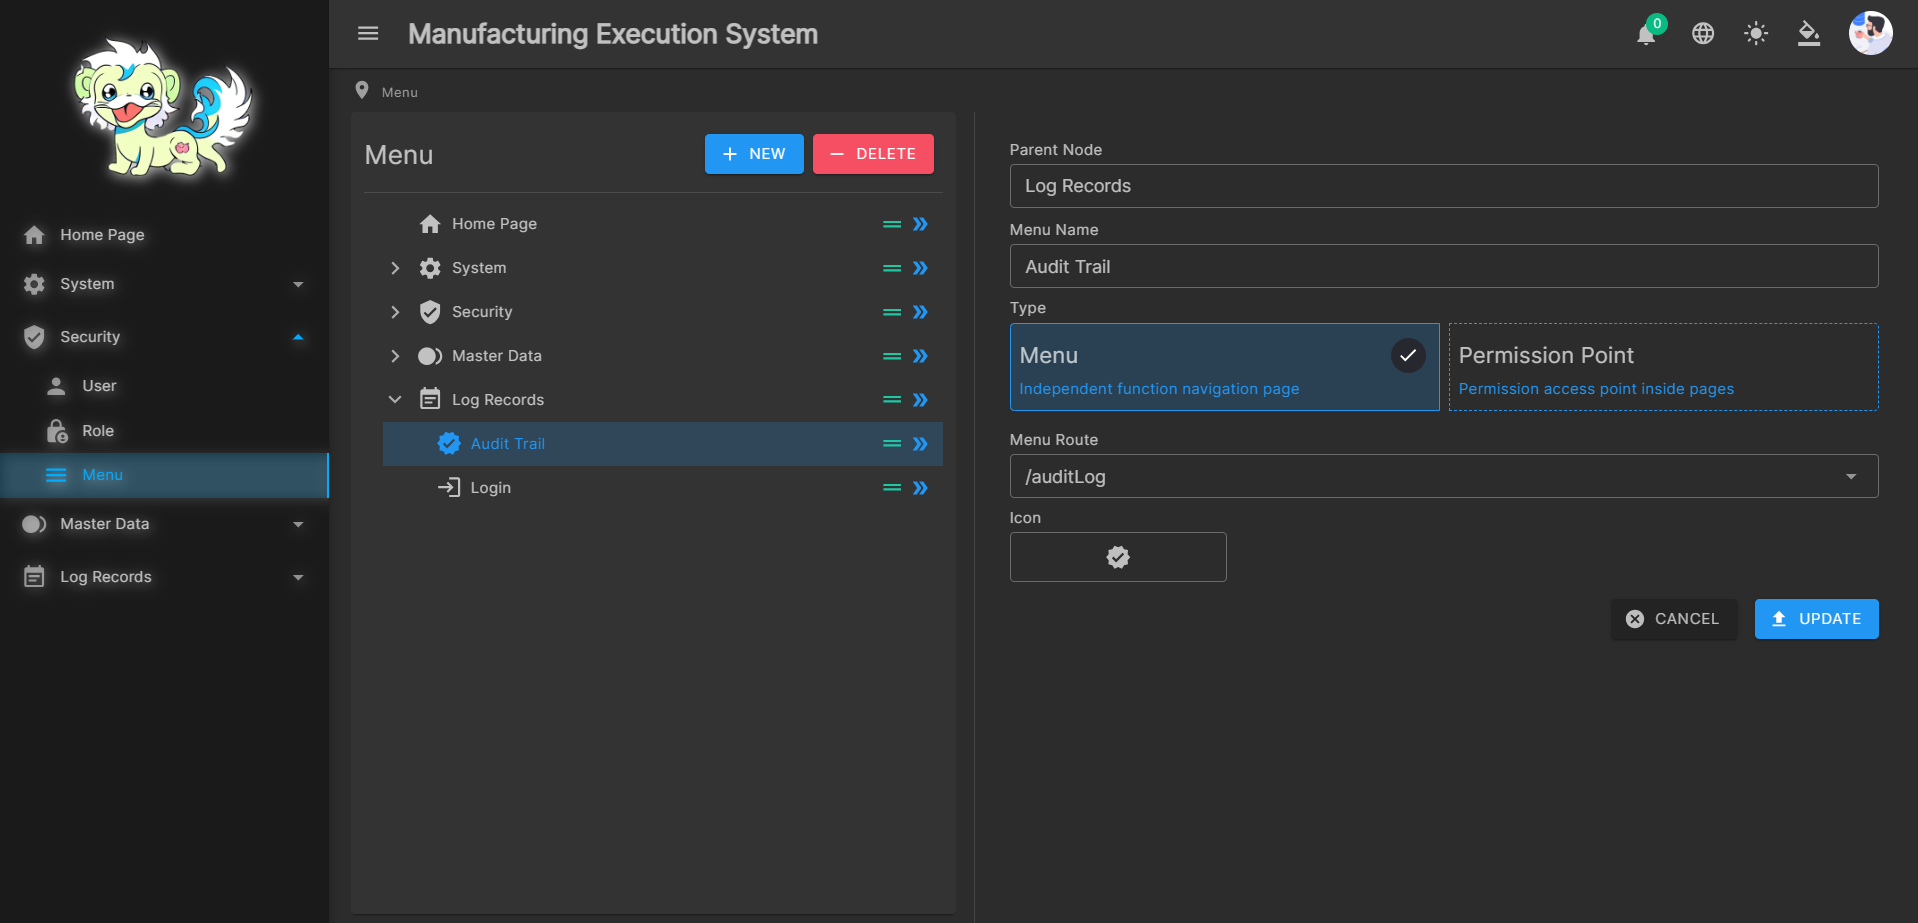 Manufacturing Execution System
0
Home Page
System
Security
User
Role
Menu
Master Data
Log Records
Menu
Menu
NEW
DELETE
Home Page
System
Security
Master Data
Log Records
Audit Trail
Login
Parent Node
Log Records
Menu Name
Audit Trail
Type
Menu
Independent function navigation page
Permission Point
Permission access point inside pages
Menu Route
/auditLog
Icon
CANCEL
UPDATE